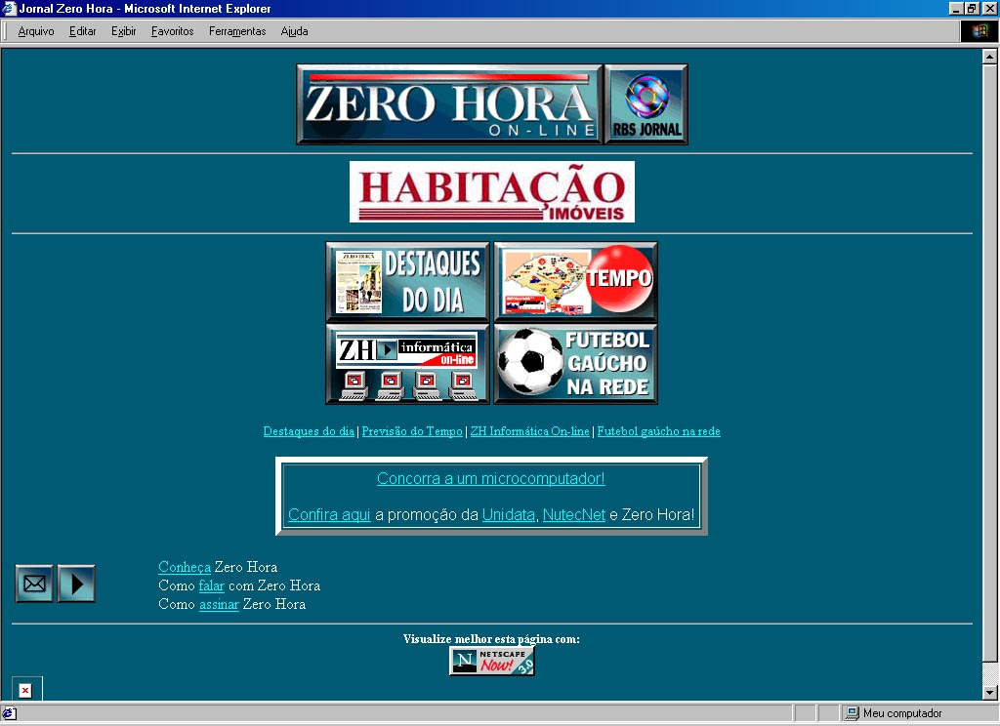 Jornal Zero Hora - Microsoft Internet Explorer
Arquivo Editar Exibir Favoritos Ferramentas Ajuda
ZERO HORA
ON-LINE
RBS JORNAL
HABITAÇÃO
IMÓVEIS
ZERO HORA
DESTAQUES
DO DIA
TEMPO
ZH informática
on-line
FUTEBOL
GAÚCHO
NA REDE
Destaques do dia | Previsão do Tempo | ZH Informática On-line | Futebol gaúcho na rede
Concorra a um microcomputador!
Confira aqui a promoção da Unidata, NutecNet e Zero Hora!
Conheça Zero Hora
Como falar com Zero Hora
Como assinar Zero Hora
Visualize melhor esta página com:
N NETSCAPE
Now! 3.0
Meu computador